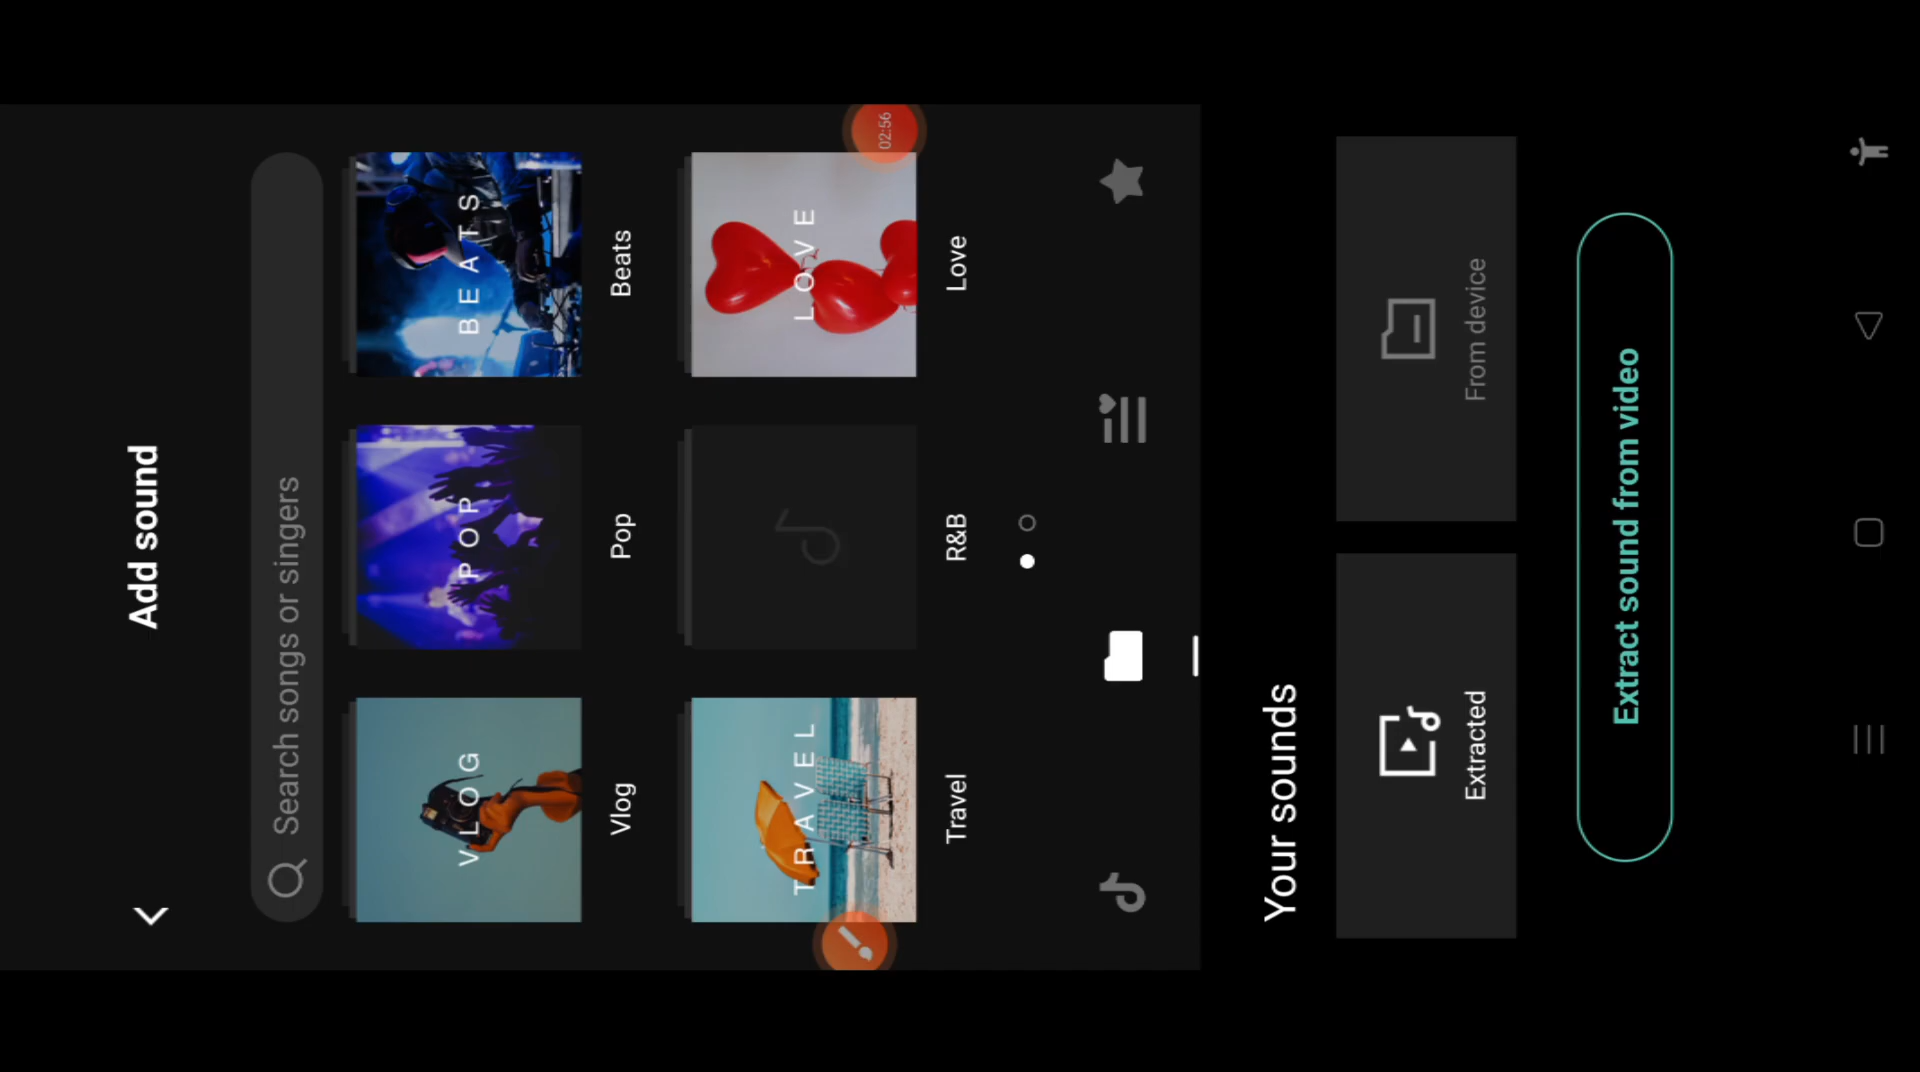 Add sound
Search songs or singers
VLOG
POP
BEATS
Vlog
Pop
Beats
TRAVEL
LOVE
02:56
Travel
R&B
Love
Your sounds
Extracted
From device
Extract sound from video